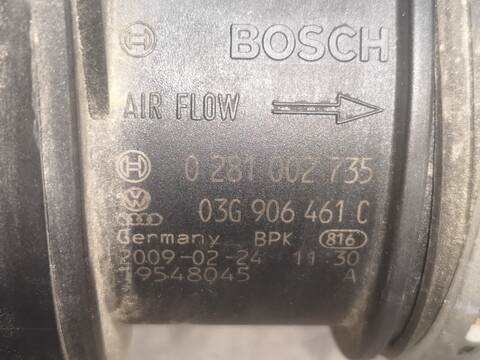 BOSCH
AIR FLOW
0 281 002 735
03G 906 461 C
Germany BPK 816
2009-02-24 11:30
19548045 A